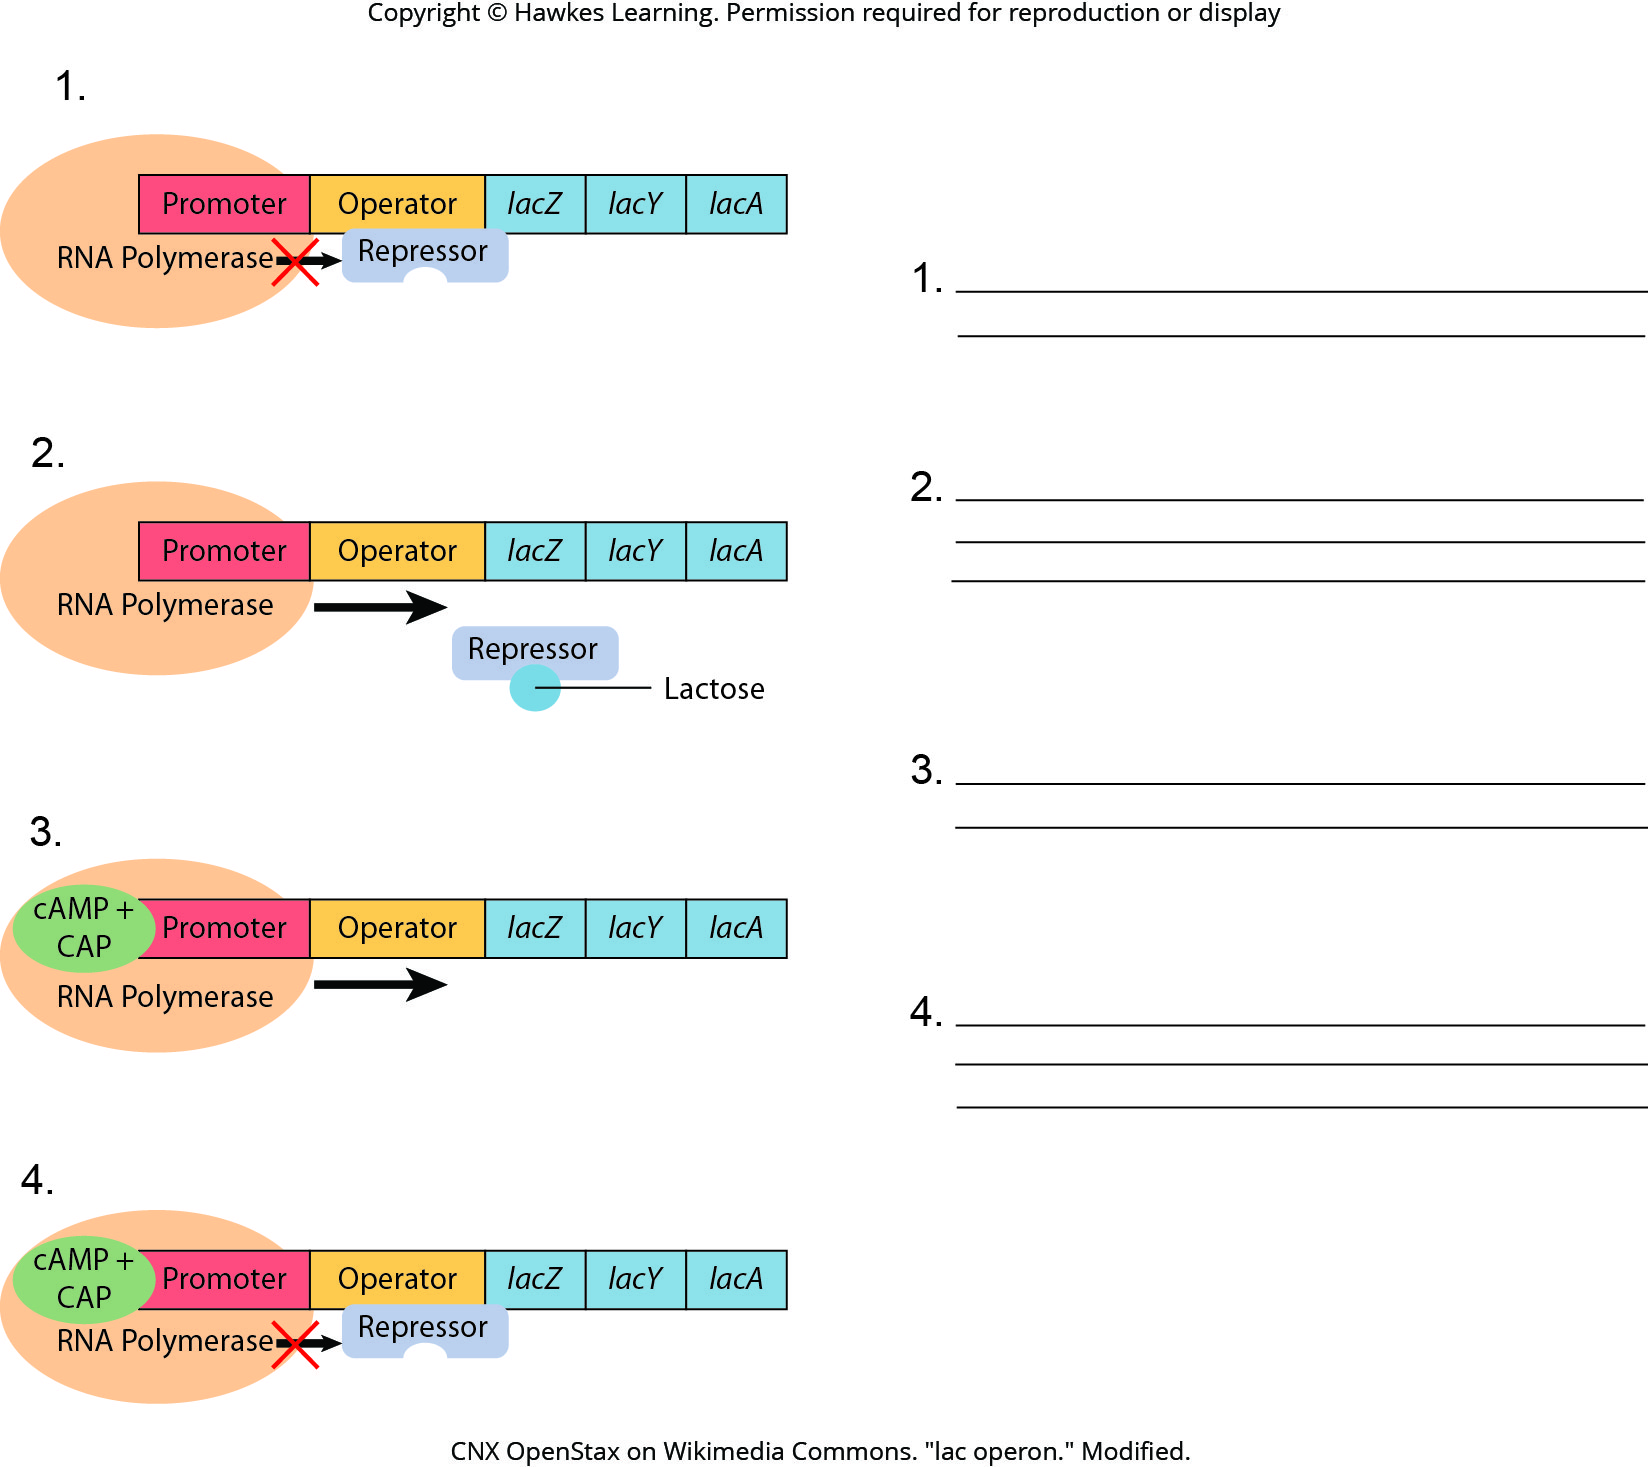 Copyright © Hawkes Learning. Permission required for reproduction or display
1.
Promoter Operator lacZ lacY lacA
RNA Polymerase Repressor
1.
2.
Promoter Operator lacZ lacY lacA
RNA Polymerase
Repressor
Lactose
2.
3.
cAMP +
CAP
Promoter Operator lacZ lacY lacA
RNA Polymerase
3.
4.
cAMP +
CAP
Promoter Operator lacZ lacY lacA
RNA Polymerase Repressor
4.
CNX OpenStax on Wikimedia Commons. "lac operon." Modified.